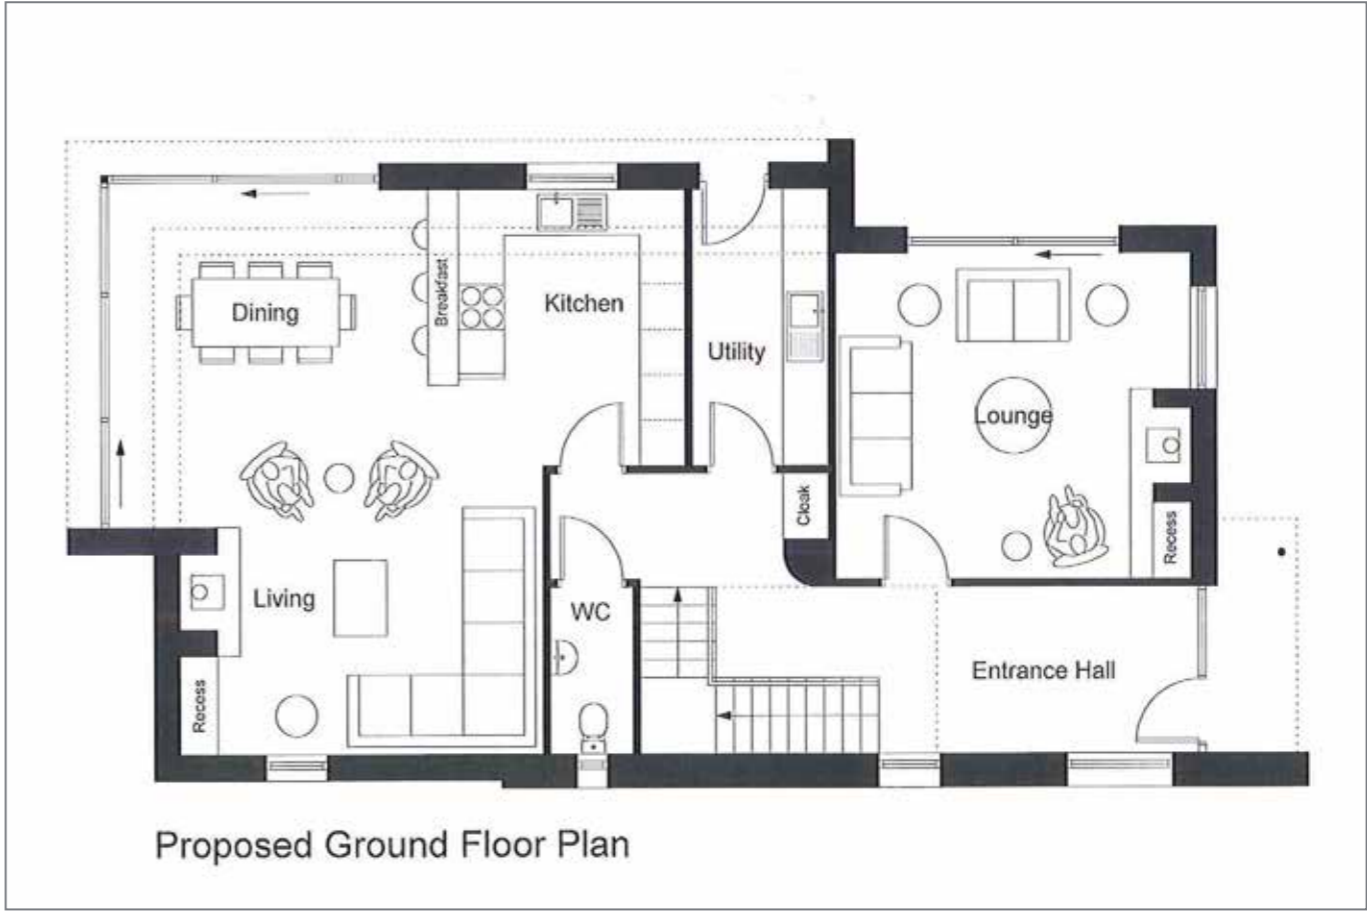 Dining
Breakfast
Kitchen
Utility
Lounge
Cloak
Recess
Living
WC
Entrance Hall
Recess
Proposed Ground Floor Plan